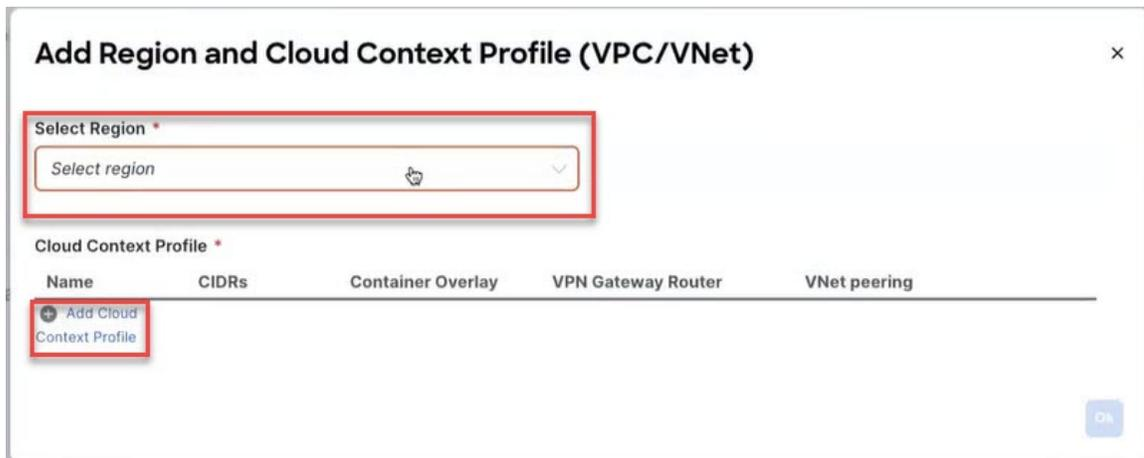 Add Region and Cloud Context Profile (VPC/VNet)
Select Region *
Select region
Cloud Context Profile *
Name CIDRs Container Overlay VPN Gateway Router VNet peering
Add Cloud
Context Profile
Ok